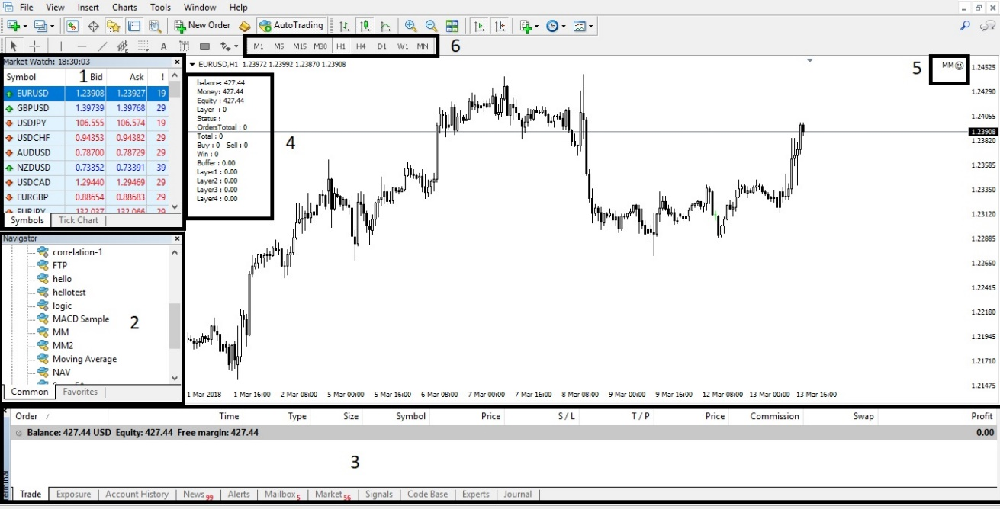 File View Insert Charts Tools Window Help
New Order AutoTrading
A T M1 M5 M15 M30 H1 H4 D1 W1 MN 6
Market Watch: 18:30:03
Symbol 1 Bid Ask !
EURUSD 1.23908 1.23927 19
GBPUSD 1.39739 1.39768 29
USDJPY 106.555 106.574 19
USDCHF 0.94353 0.94382 29
AUDUSD 0.78700 0.78729 29
NZDUSD 0.73352 0.73391 39
USDCAD 1.29440 1.29469 29
EURGBP 0.88654 0.88683 29
EURJPY 132.037 132.066 29
Symbols Tick Chart
Navigator
correlation-1
FTP
hello
hellotest
logic
MACD Sample
MM
MM2
Moving Average
NAV
2
Common Favorites
EURUSD,H1 1.23972 1.23992 1.23870 1.23908
balance: 427.44
Money: 427.44
Equity : 427.44
Layer : 0
Status :
OrdersTotoal : 0
Total : 0
Buy : 0 Sell : 0
Win : 0
Buffer : 0.00
Layer1 : 0.00
Layer2 : 0.00
Layer3 : 0.00
Layer4 : 0.00
4
5
MM
1.24525
1.24290
1.24055
1.23908
1.23820
1.23585
1.23350
1.23120
1.22885
1.22650
1.22415
1.22180
1.21945
1.21710
1.21475
1 Mar 2018 1 Mar 16:00 2 Mar 08:00 5 Mar 00:00 5 Mar 16:00 6 Mar 08:00 7 Mar 00:00 7 Mar 16:00 8 Mar 08:00 9 Mar 00:00 9 Mar 16:00 12 Mar 08:00 13 Mar 00:00 13 Mar 16:00
Order / Time Type Size Symbol Price S / L T / P Price Commission Swap Profit
Balance: 427.44 USD Equity: 427.44 Free margin: 427.44 0.00
3
Trade Exposure Account History News 99 Alerts Mailbox 5 Market 56 Signals Code Base Experts Journal